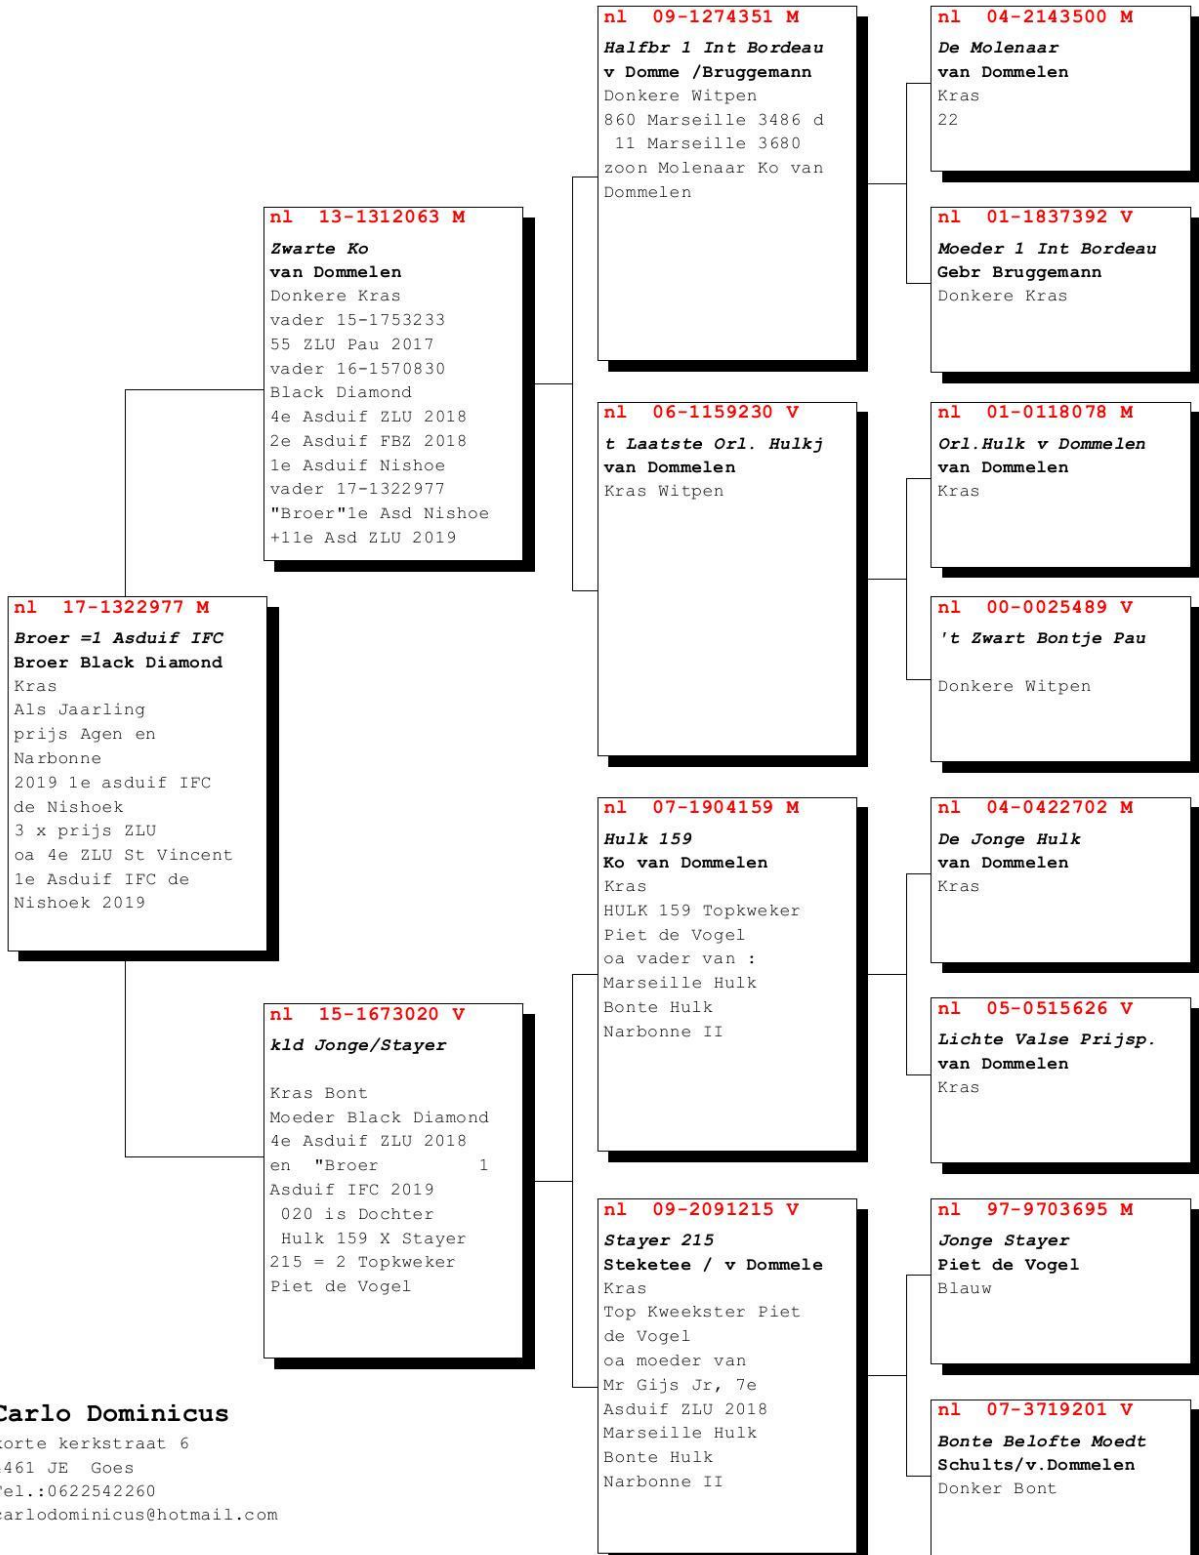 nl 09-1274351 M
Halfbr 1 Int Bordeau
v Domme /Bruggemann
Donkere Witpen
860 Marseille 3486 d
11 Marseille 3680
zoon Molenaar Ko van
Dommelen
nl 04-2143500 M
De Molenaar
van Dommelen
Kras
22
nl 13-1312063 M
Zwarte Ko
van Dommelen
Donkere Kras
vader 15-1753233
55 ZLU Pau 2017
vader 16-1570830
Black Diamond
4e Asduif ZLU 2018
2e Asduif FBZ 2018
1e Asduif Nishoe
vader 17-1322977
"Broer"1e Asd Nishoe
+11e Asd ZLU 2019
nl 01-1837392 V
Moeder 1 Int Bordeau
Gebr Bruggemann
Donkere Kras
nl 06-1159230 V
t Laatste Orl. Hulkj
van Dommelen
Kras Witpen
nl 01-0118078 M
Orl.Hulk v Dommelen
van Dommelen
Kras
nl 17-1322977 M
Broer =1 Asduif IFC
Broer Black Diamond
Kras
Als Jaarling
prijs Agen en
Narbonne
2019 1e asduif IFC
de Nishoek
3 x prijs ZLU
oa 4e ZLU St Vincent
1e Asduif IFC de
Nishoek 2019
nl 00-0025489 V
't Zwart Bontje Pau
Donkere Witpen
nl 07-1904159 M
Hulk 159
Ko van Dommelen
Kras
HULK 159 Topkweker
Piet de Vogel
oa vader van :
Marseille Hulk
Bonte Hulk
Narbonne II
nl 04-0422702 M
De Jonge Hulk
van Dommelen
Kras
nl 15-1673020 V
kld Jonge/Stayer
Kras Bont
Moeder Black Diamond
4e Asduif ZLU 2018
en "Broer 1
Asduif IFC 2019
020 is Dochter
Hulk 159 X Stayer
215 = 2 Topkweker
Piet de Vogel
nl 05-0515626 V
Lichte Valse Prijsp.
van Dommelen
Kras
nl 09-2091215 V
Stayer 215
Steketee / v Dommele
Kras
Top Kweekster Piet
de Vogel
oa moeder van
Mr Gijs Jr, 7e
Asduif ZLU 2018
Marseille Hulk
Bonte Hulk
Narbonne II
nl 97-9703695 M
Jonge Stayer
Piet de Vogel
Blauw
nl 07-3719201 V
Bonte Belofte Moedt
Schults/v.Dommelen
Donker Bont
Carlo Dominicus
korte kerkstraat 6
4461 JE Goes
Tel.:0622542260
carlodominicus@hotmail.com